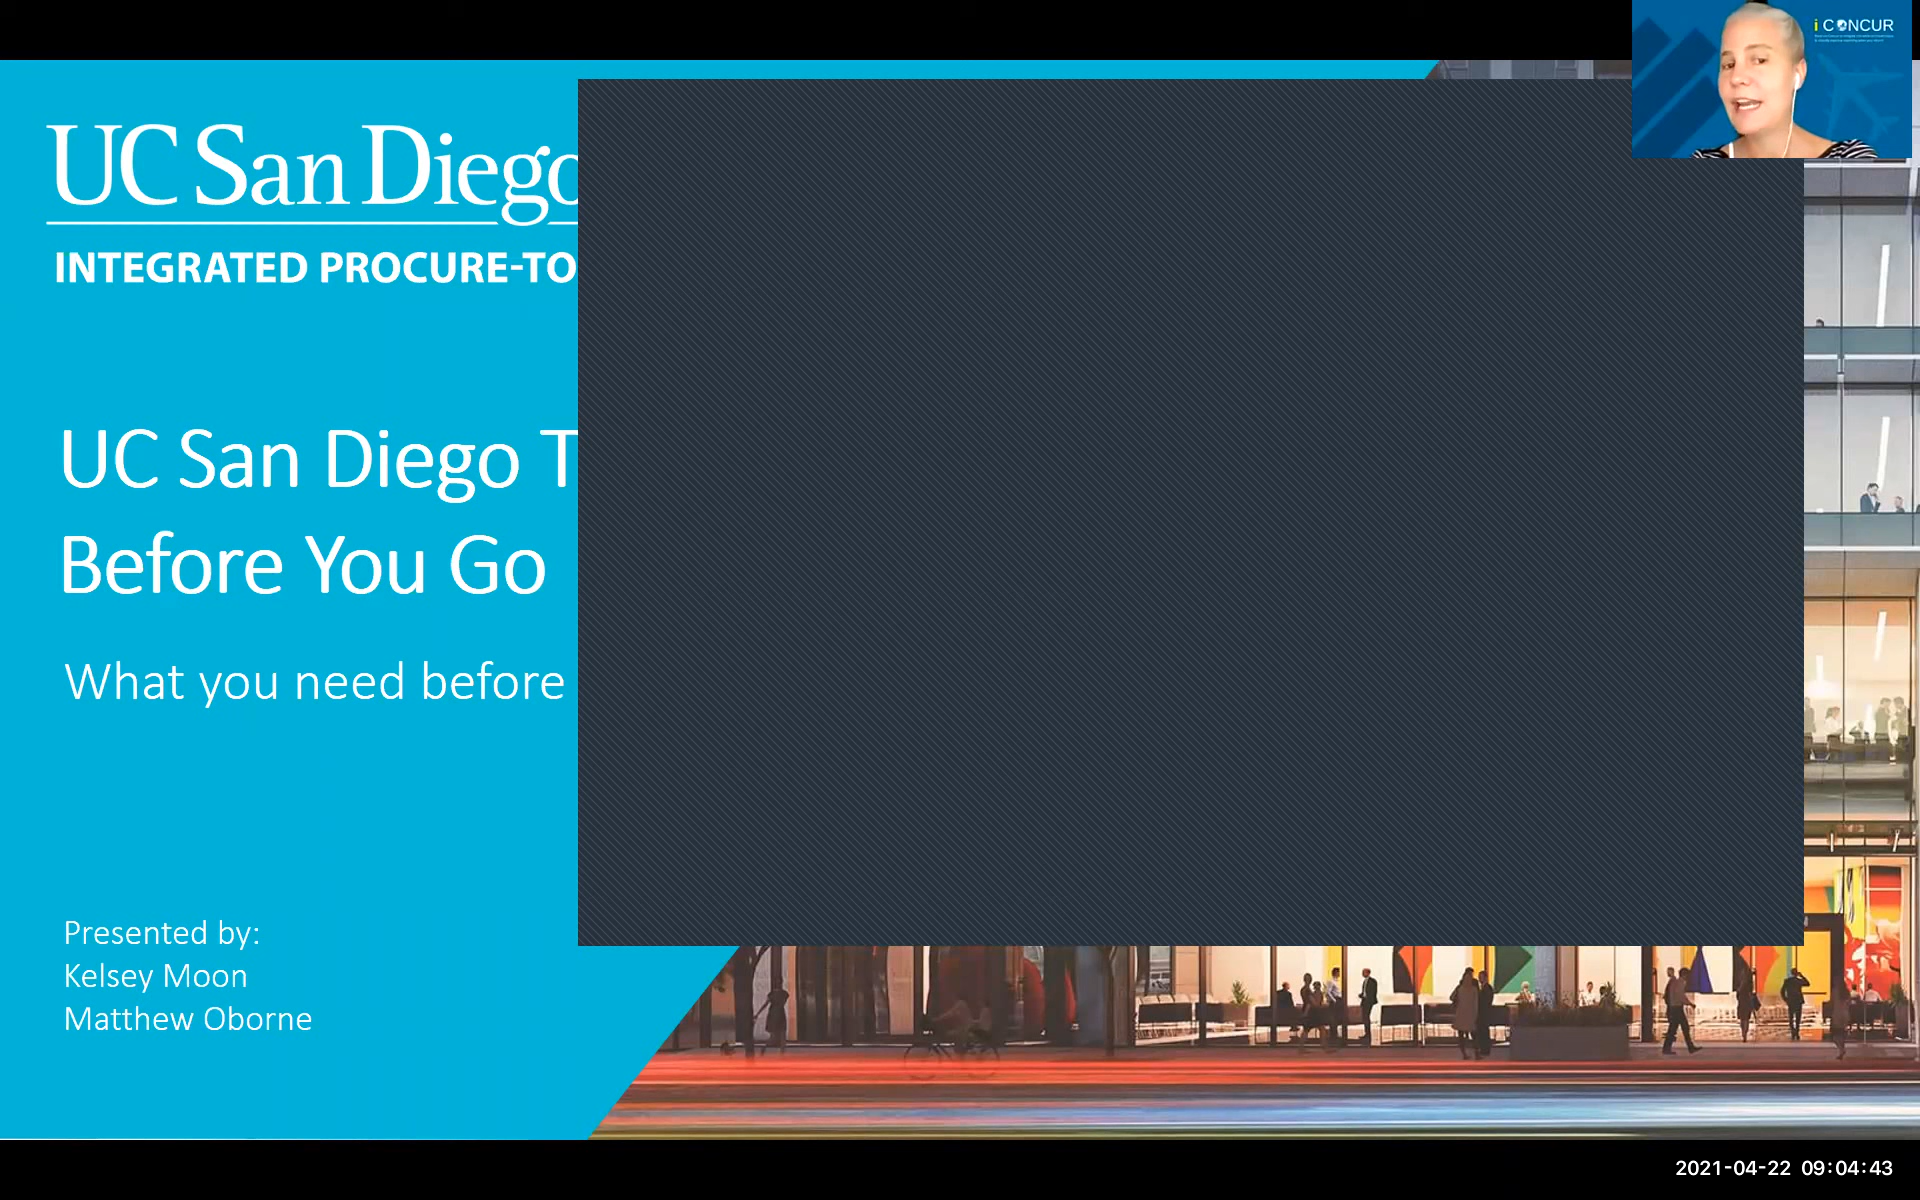 i CONCUR
UC San Diego
INTEGRATED PROCURE-TO
UC San Diego T
Before You Go
What you need before
Presented by:
Kelsey Moon
Matthew Oborne
2021-04-22 09:04:43